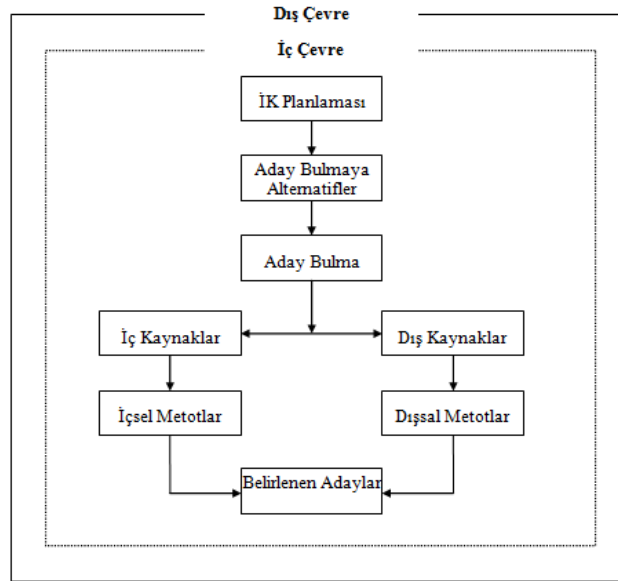 Dış Çevre
İç Çevre
İK Planlaması
Aday Bulmaya
Alternatifler
Aday Bulma
İç Kaynaklar
Dış Kaynaklar
İçsel Metotlar
Dışsal Metotlar
Belirlenen Adaylar